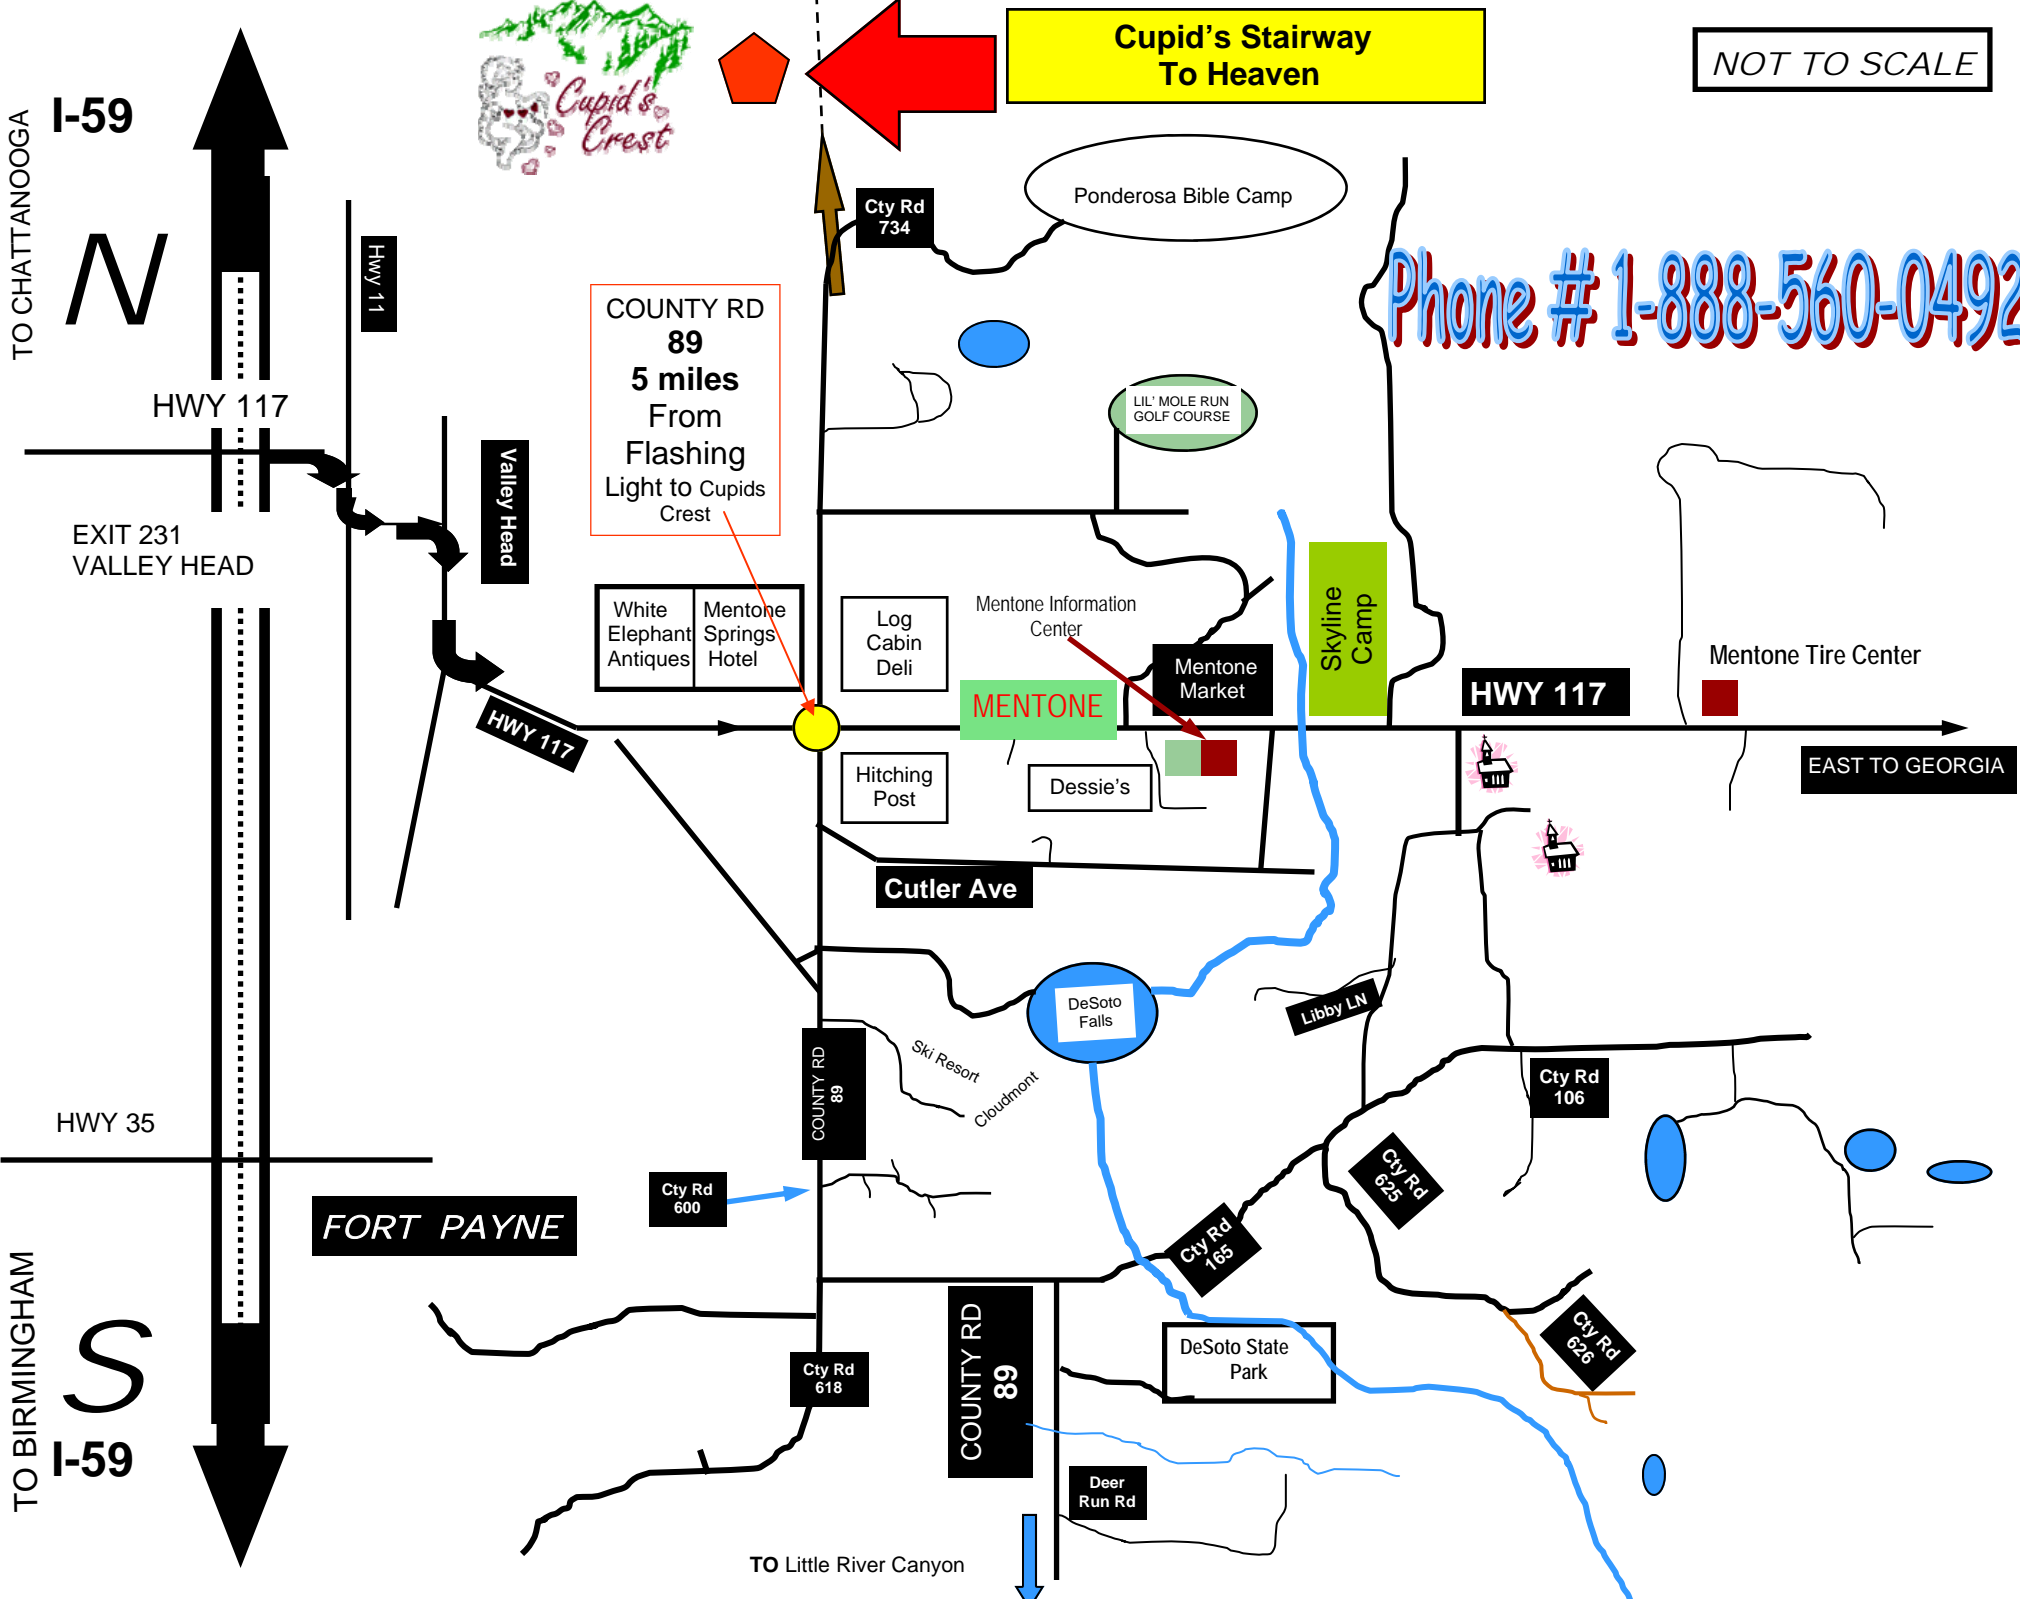 Cupid's
Crest
Cupid's Stairway
To Heaven
NOT TO SCALE
I-59
TO CHATTANOOGA
N
Hwy 11
Cty Rd
734
Ponderosa Bible Camp
Phone # 1-888-560-0492
COUNTY RD
89
5 miles
From
Flashing
Light to Cupids
Crest
HWY 117
LIL' MOLE RUN
GOLF COURSE
Valley Head
EXIT 231
VALLEY HEAD
White
Elephant
Antiques
Mentone
Springs
Hotel
Log
Cabin
Deli
Mentone Information
Center
Skyline
Camp
Mentone
Market
MENTONE
HWY 117
Mentone Tire Center
HWY 117
EAST TO GEORGIA
Hitching
Post
Dessie's
Cutler Ave
DeSoto
Falls
Libby LN
COUNTY RD
89
Ski Resort
Cloudmont
Cty Rd
106
HWY 35
Cty Rd
600
Cty Rd
625
FORT PAYNE
Cty Rd
165
TO BIRMINGHAM
S
I-59
COUNTY RD
89
DeSoto State
Park
Cty Rd
626
Cty Rd
618
Deer
Run Rd
TO Little River Canyon